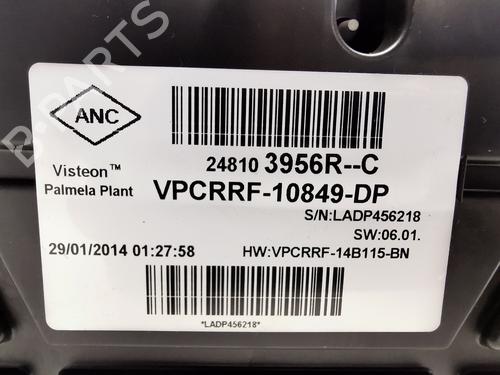 B-PARTS
ANC
Visteon™
Palmela Plant
24810 3956R--C
VPCRRF-10849-DP
S/N:LADP456218
SW:06.01.
29/01/2014 01:27:58
HW:VPCRRF-14B115-BN
*LADP456218*